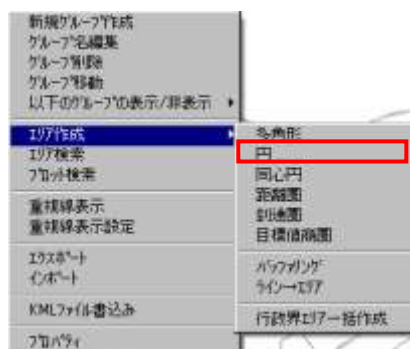 新規ｸﾞﾙｰﾌﾟ作成
ｸﾞﾙｰﾌﾟ名編集
ｸﾞﾙｰﾌﾟ削除
ｸﾞﾙｰﾌﾟ移動
以下のｸﾞﾙｰﾌﾟの表示/非表示
ｴﾘｱ作成
ｴﾘｱ検索
ﾌﾟﾛｯﾄ検索
重複線表示
重複線表示設定
ｴｸｽﾎﾟｰﾄ
ｲﾝﾎﾟｰﾄ
KMLﾌｧｲﾙ書込み
ﾌﾟﾛﾊﾟﾃｨ
多角形
円
同心円
距離圏
到達圏
目標値商圏
ﾊﾞｯﾌｧﾘﾝｸﾞ
ﾗｲﾝ→ｴﾘｱ
行政界ｴﾘｱ一括作成